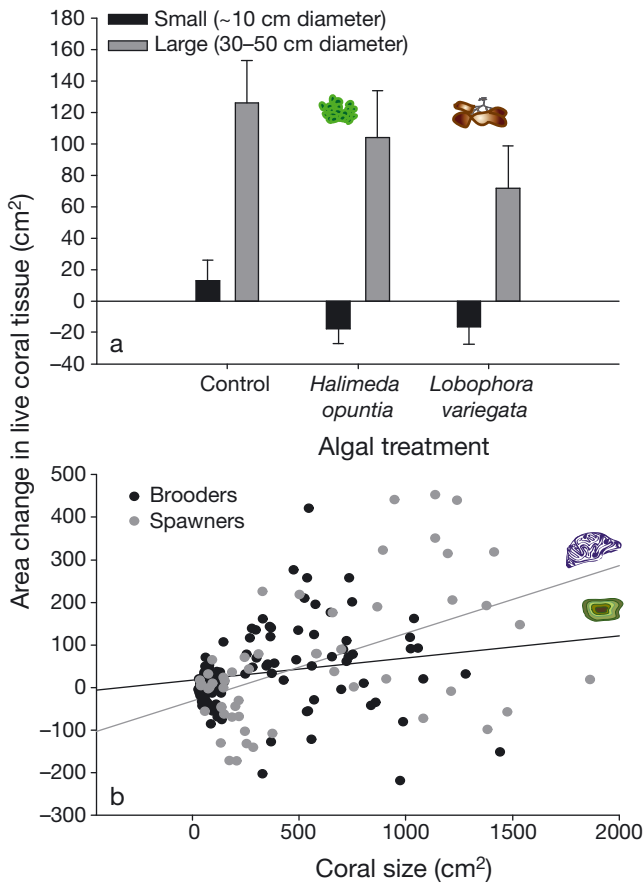 Small (~10 cm diameter)
Large (30–50 cm diameter)
180
160
140
120
100
80
60
40
20
0
−20
−40
a
Control
Halimeda
opuntia
Lobophora
variegata
Algal treatment
Area change in live coral tissue (cm²)
500
400
300
200
100
0
−100
−200
−300
Brooders
Spawners
b
0
500
1000
1500
2000
Coral size (cm²)